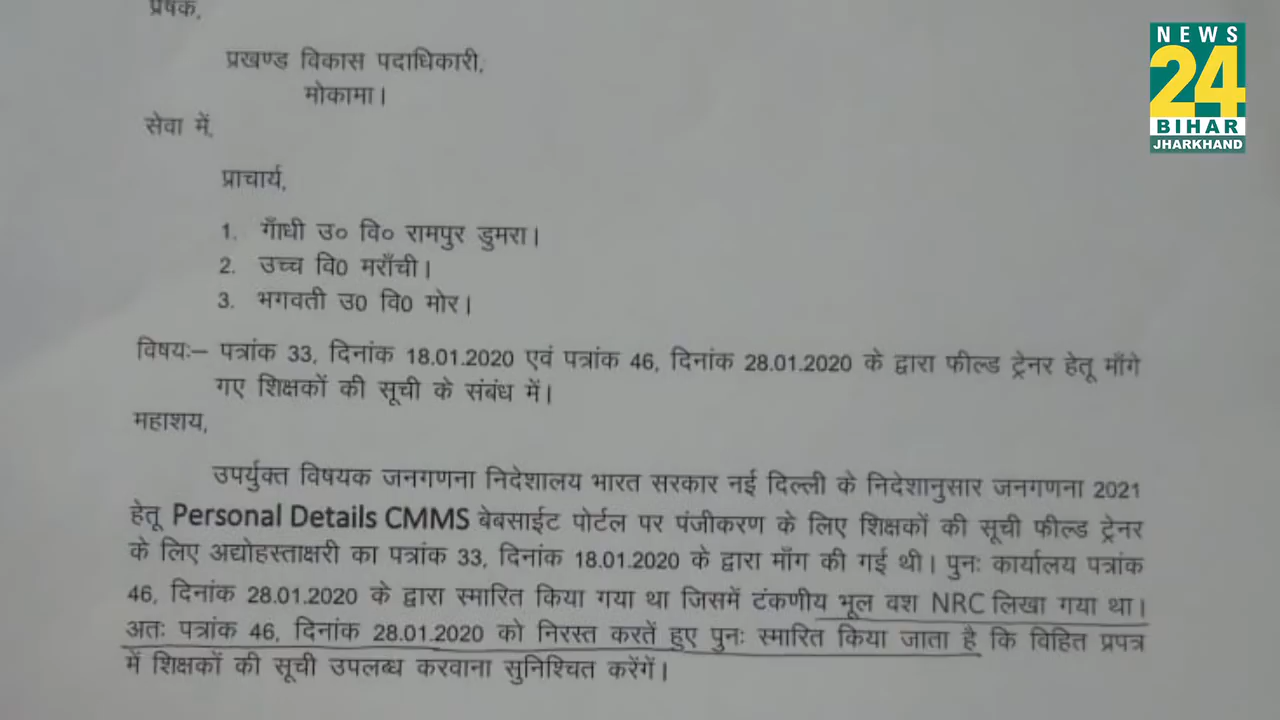 प्रेषक,
प्रखण्ड विकास पदाधिकारी,
मोकामा।
सेवा में,
प्राचार्य,
1. गाँधी उ० वि० रामपुर डुमरा।
2. उच्च वि0 मराँची।
3. भगवती उ0 वि0 मोर।
विषयः– पत्रांक 33, दिनांक 18.01.2020 एवं पत्रांक 46, दिनांक 28.01.2020 के द्वारा फील्ड ट्रेनर हेतू माँगे
गए शिक्षकों की सूची के संबंध में।
महाशय,
उपर्युक्त विषयक जनगणना निदेशालय भारत सरकार नई दिल्ली के निदेशानुसार जनगणना 2021
हेतू Personal Details CMMS बेबसाईट पोर्टल पर पंजीकरण के लिए शिक्षकों की सूची फील्ड ट्रेनर
के लिए अद्योहस्ताक्षरी का पत्रांक 33, दिनांक 18.01.2020 के द्वारा माँग की गई थी। पुनः कार्यालय पत्रांक
46, दिनांक 28.01.2020 के द्वारा स्मारित किया गया था जिसमें टंकणीय भूल वश NRC लिखा गया था।
अतः पत्रांक 46, दिनांक 28.01.2020 को निरस्त करतें हुए पुनः स्मारित किया जाता है कि विहित प्रपत्र
में शिक्षकों की सूची उपलब्ध करवाना सुनिश्चित करेंगें।
NEWS
24
BIHAR
JHARKHAND